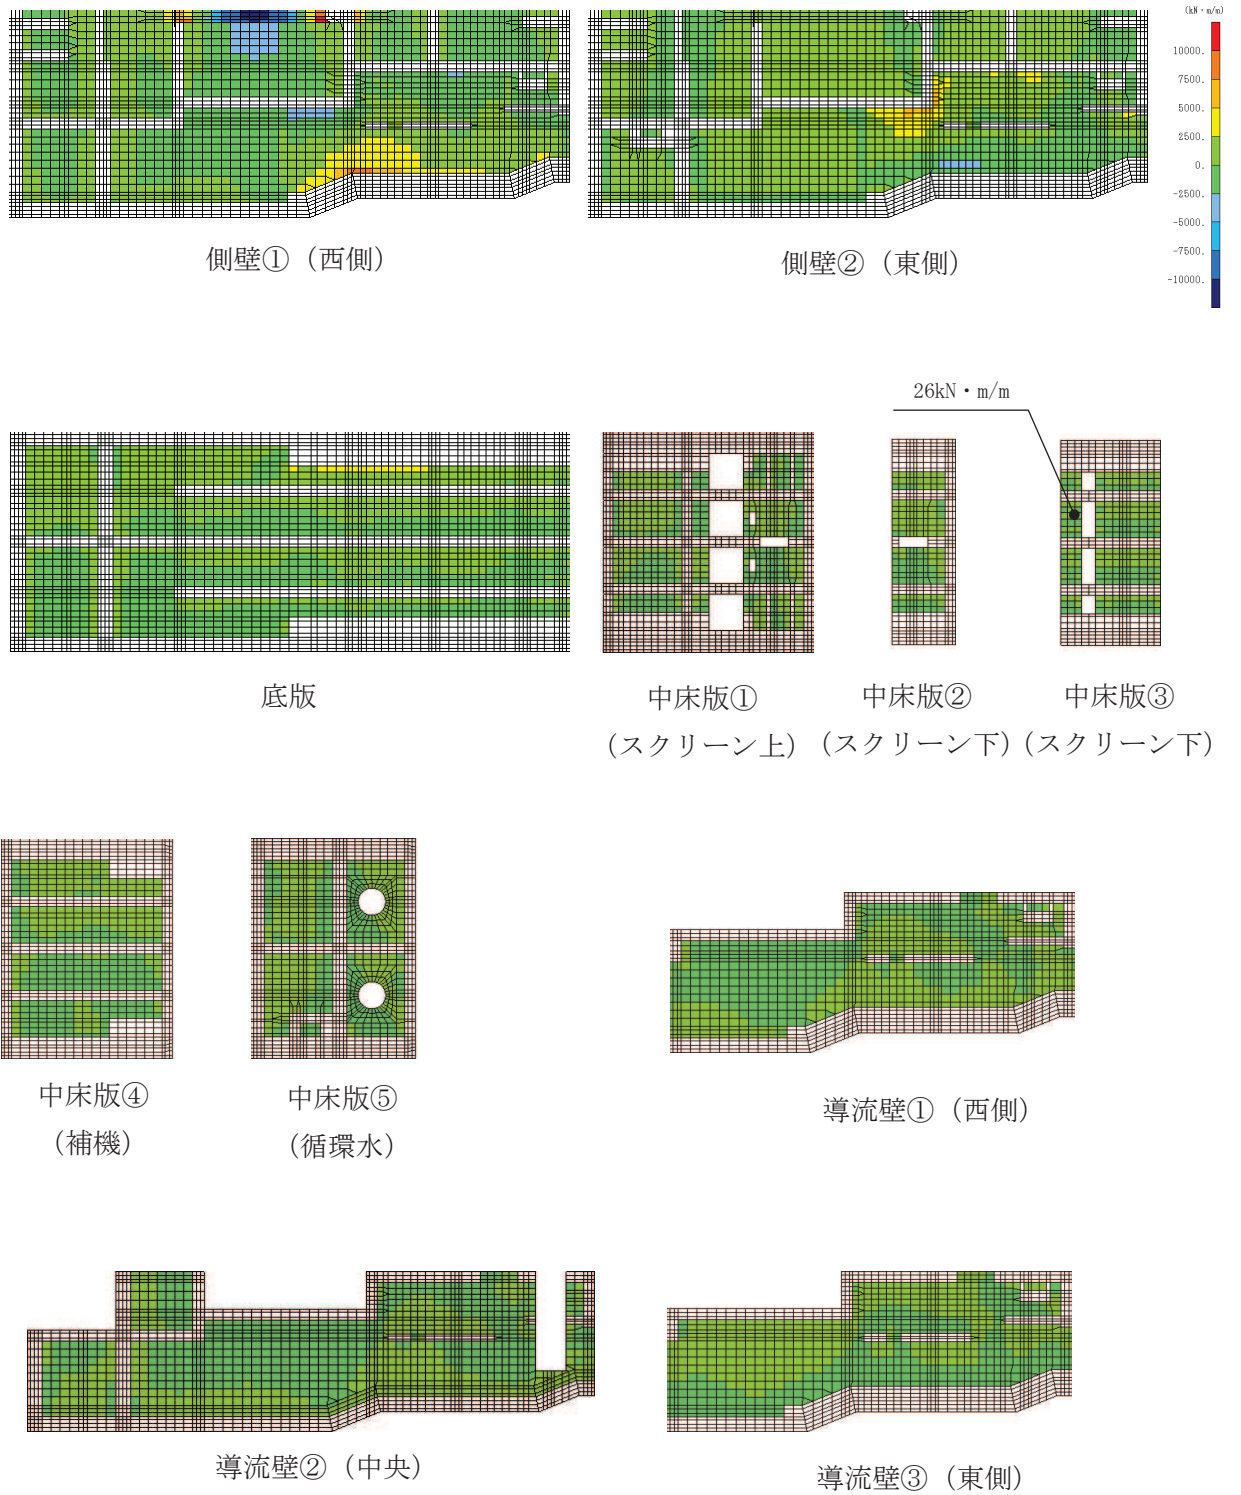 (kN・m/m)
10000.
7500.
5000.
2500.
0.
-2500.
-5000.
-7500.
-10000.
側壁①（西側）
側壁②（東側）
26kN・m/m
底版
中床版①
（スクリーン上）
中床版②
（スクリーン下）
中床版③
（スクリーン下）
中床版④
（補機）
中床版⑤
（循環水）
導流壁①（西側）
導流壁②（中央）
導流壁③（東側）